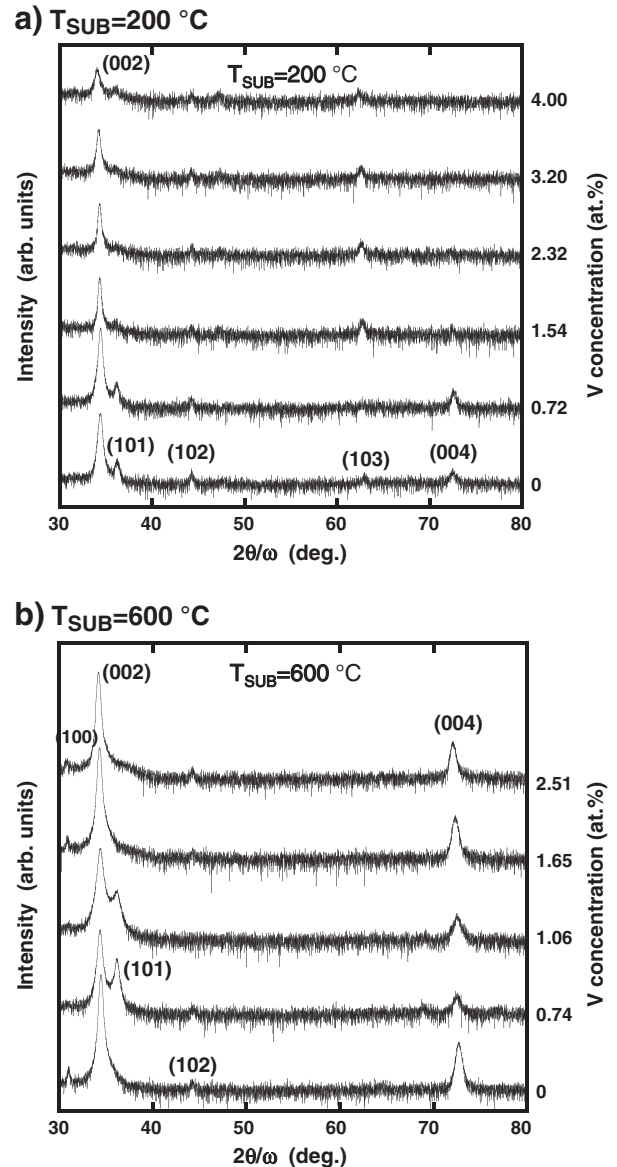 a) TSUB=200 °C
(002)
TSUB=200 °C
4.00
3.20
2.32
1.54
0.72
(101) (102) (103) (004)
0
Intensity (arb. units)
V concentration (at.%)
30 40 50 60 70 80
2θ/ω (deg.)
b) TSUB=600 °C
(002)
TSUB=600 °C
(004)
(100)
2.51
1.65
1.06
(101)
0.74
(102)
0
Intensity (arb. units)
V concentration (at.%)
30 40 50 60 70 80
2θ/ω (deg.)